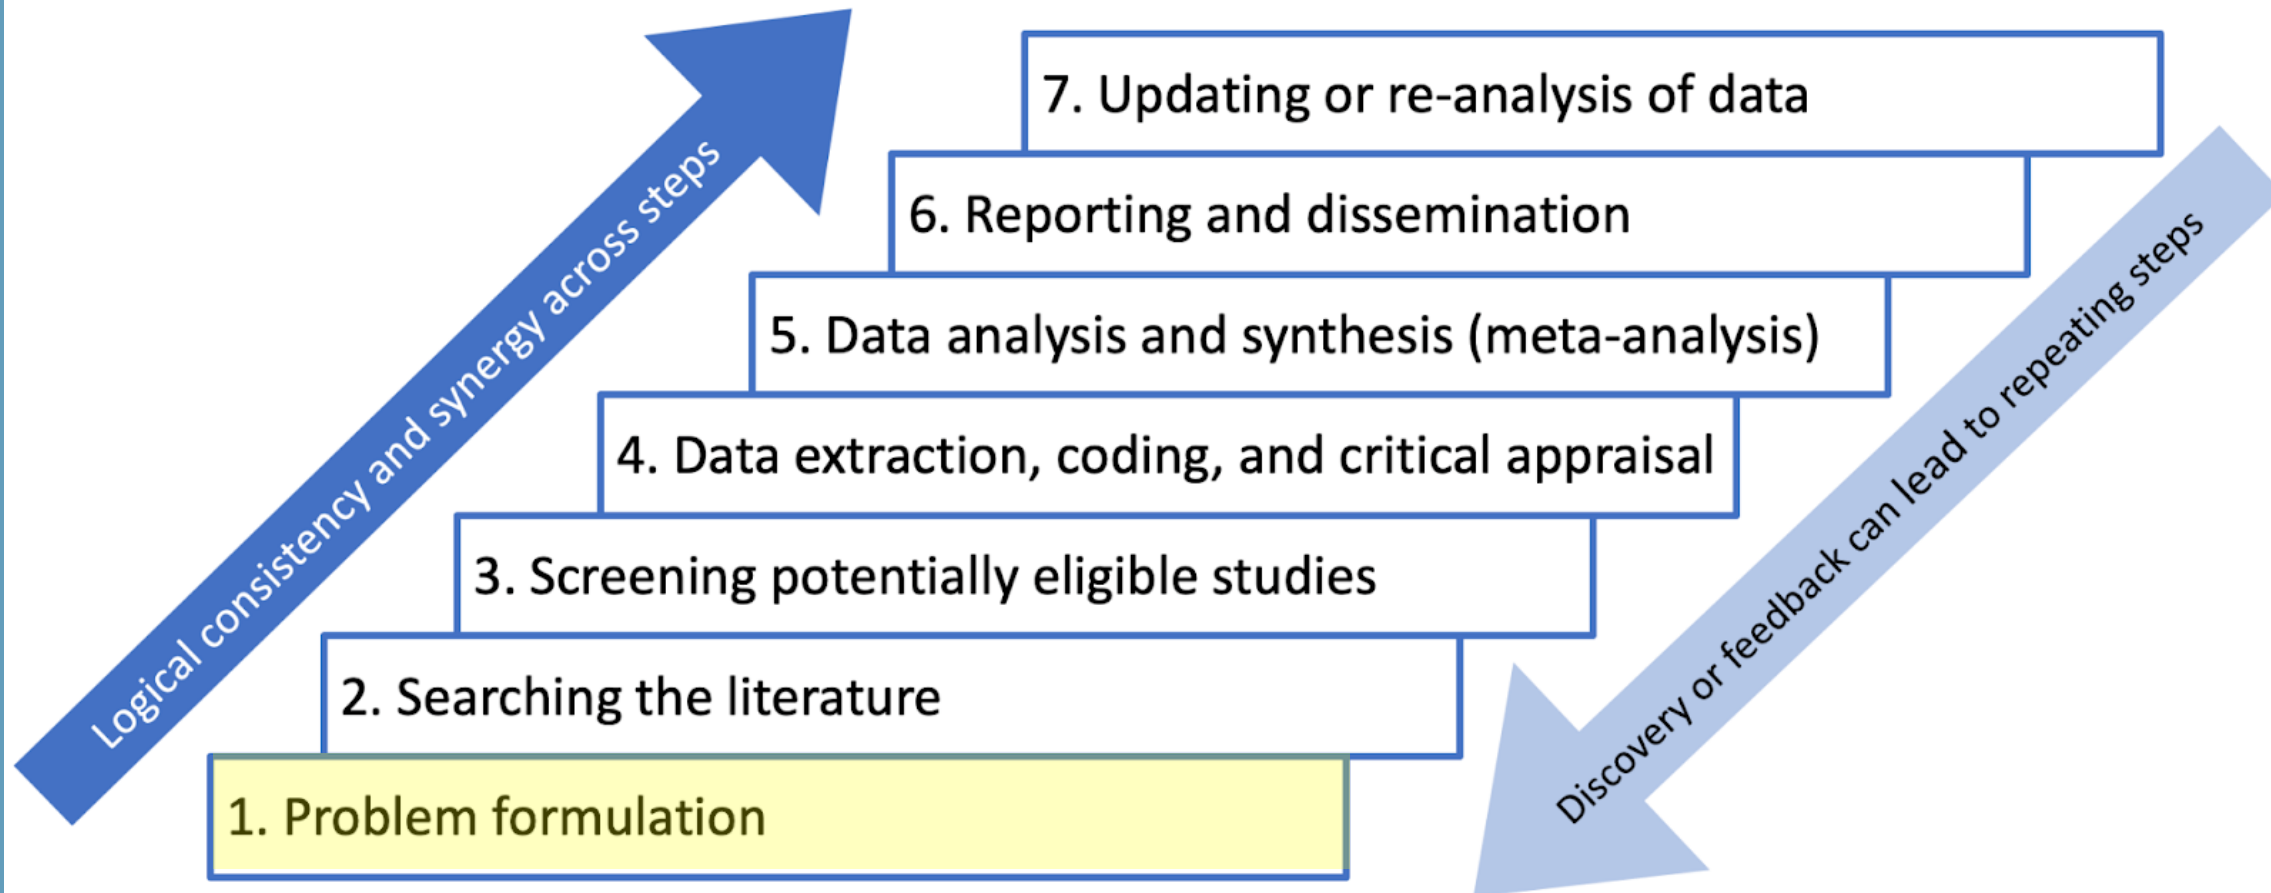 7. Updating or re-analysis of data
6. Reporting and dissemination
5. Data analysis and synthesis (meta-analysis)
4. Data extraction, coding, and critical appraisal
3. Screening potentially eligible studies
2. Searching the literature
1. Problem formulation
Logical consistency and synergy across steps
Discovery or feedback can lead to repeating steps